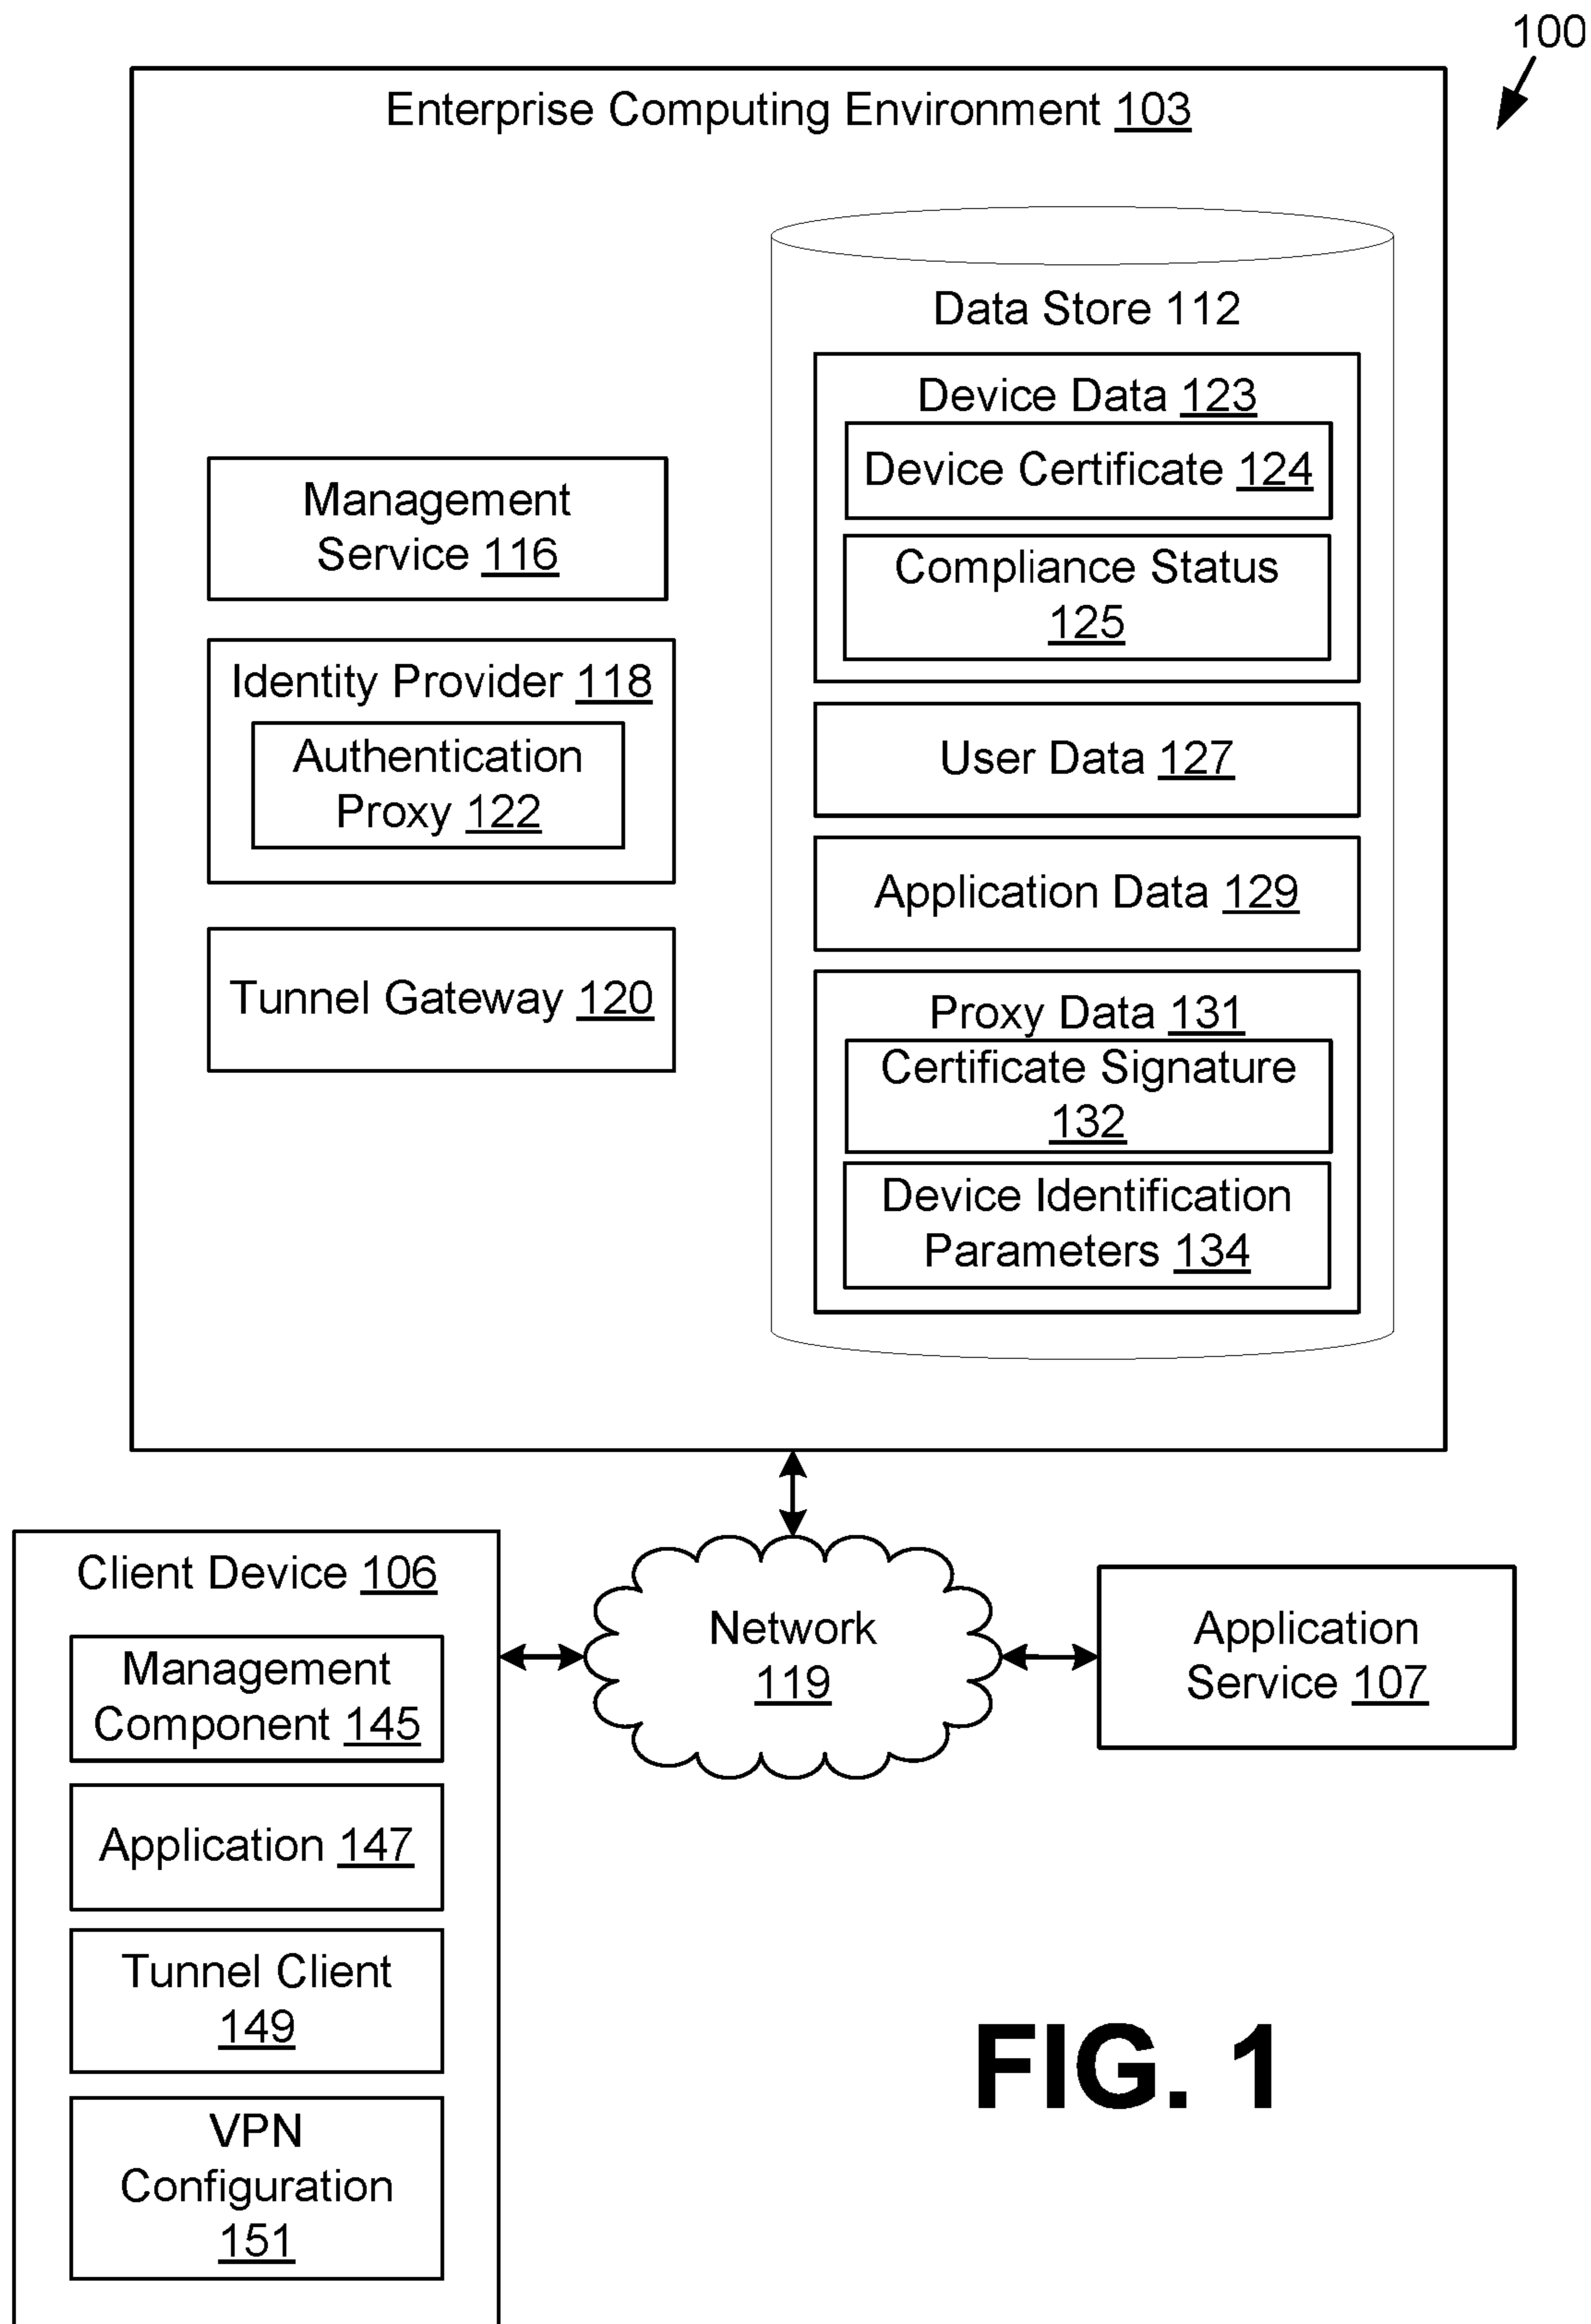 100
Enterprise Computing Environment 103
Data Store 112
Device Data 123
Device Certificate 124
Compliance Status
125
User Data 127
Application Data 129
Proxy Data 131
Certificate Signature
132
Device Identification
Parameters 134
Management
Service 116
Identity Provider 118
Authentication
Proxy 122
Tunnel Gateway 120
Client Device 106
Management
Component 145
Application 147
Tunnel Client
149
VPN
Configuration
151
Network
119
Application
Service 107
FIG. 1